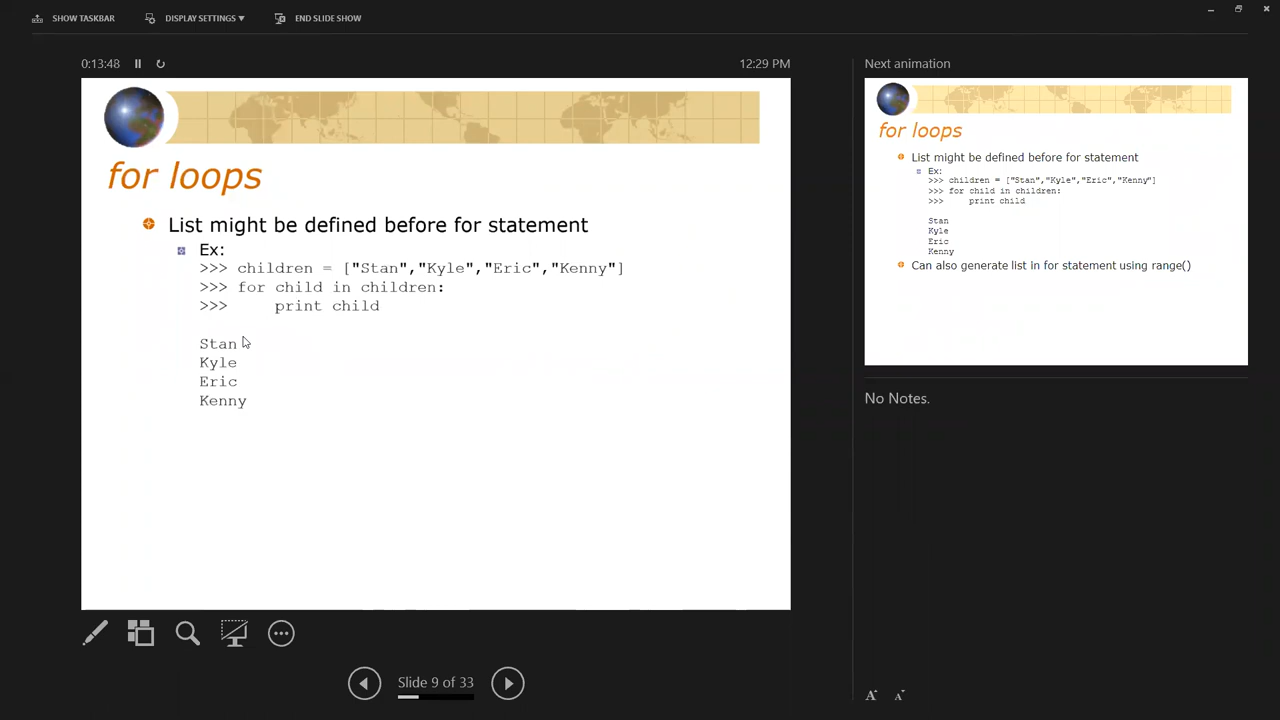 SHOW TASKBAR DISPLAY SETTINGS ▼ END SLIDE SHOW
0:13:48 12:29 PM
for loops
List might be defined before for statement
Ex:
>>> children = ["Stan","Kyle","Eric","Kenny"]
>>> for child in children:
>>> print child
Stan
Kyle
Eric
Kenny
Slide 9 of 33
Next animation
for loops
List might be defined before for statement
Ex:
>>> children = ["Stan","Kyle","Eric","Kenny"]
>>> for child in children:
>>> print child
Stan
Kyle
Eric
Kenny
Can also generate list in for statement using range()
No Notes.
A A